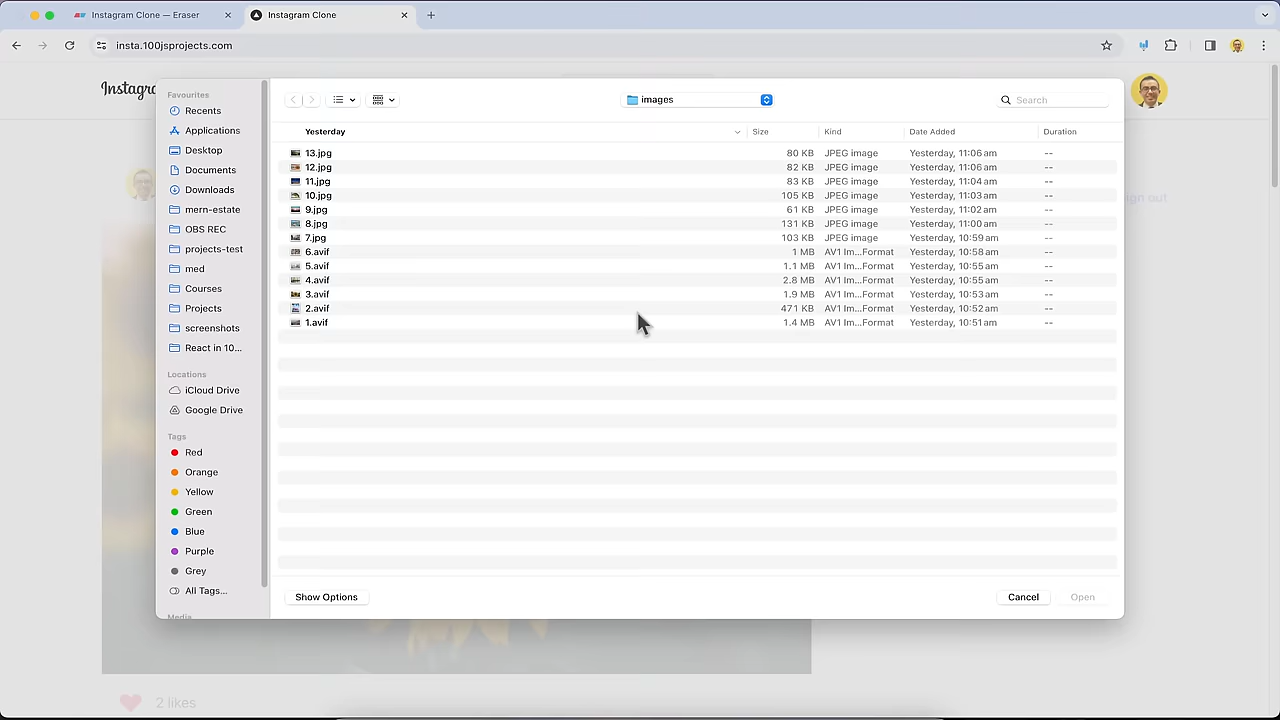 Instagram Clone — Eraser
Instagram Clone
insta.100jsprojects.com
Instagra
Favourites
Recents
Applications
Desktop
Documents
Downloads
mern-estate
OBS REC
projects-test
med
Courses
Projects
screenshots
React in 10...
Locations
iCloud Drive
Google Drive
Tags
Red
Orange
Yellow
Green
Blue
Purple
Grey
All Tags...
Media
images
Search
Yesterday Size Kind Date Added Duration
13.jpg 80 KB JPEG image Yesterday, 11:06 am --
12.jpg 82 KB JPEG image Yesterday, 11:06 am --
11.jpg 83 KB JPEG image Yesterday, 11:04 am --
10.jpg 105 KB JPEG image Yesterday, 11:03 am --
9.jpg 61 KB JPEG image Yesterday, 11:02 am --
8.jpg 131 KB JPEG image Yesterday, 11:00 am --
7.jpg 103 KB JPEG image Yesterday, 10:59 am --
6.avif 1 MB AV1 Im...Format Yesterday, 10:58 am --
5.avif 1.1 MB AV1 Im...Format Yesterday, 10:55 am --
4.avif 2.8 MB AV1 Im...Format Yesterday, 10:55 am --
3.avif 1.9 MB AV1 Im...Format Yesterday, 10:53 am --
2.avif 471 KB AV1 Im...Format Yesterday, 10:52 am --
1.avif 1.4 MB AV1 Im...Format Yesterday, 10:51 am --
Show Options
Cancel
Open
ign out
2 likes